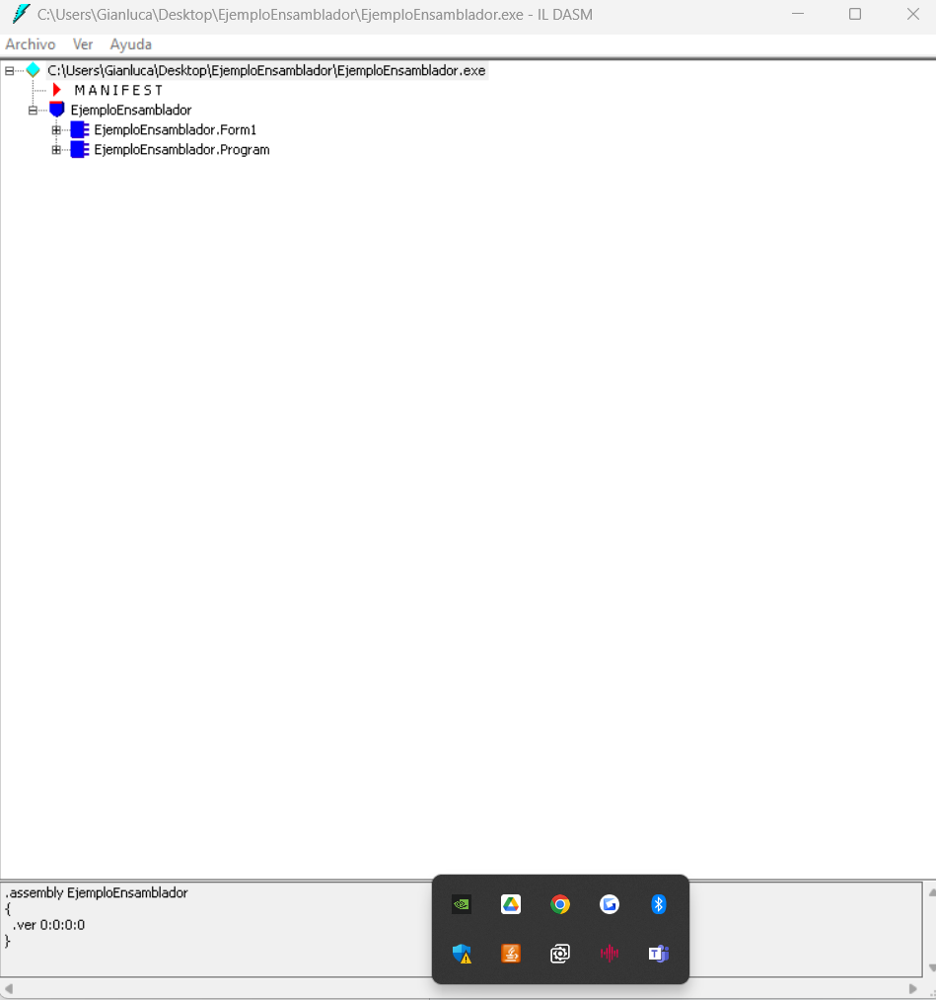 C:\Users\Gianluca\Desktop\EjemploEnsamblador\EjemploEnsamblador.exe - IL DASM
Archivo Ver Ayuda
C:\Users\Gianluca\Desktop\EjemploEnsamblador\EjemploEnsamblador.exe
M A N I F E S T
EjemploEnsamblador
EjemploEnsamblador.Form1
EjemploEnsamblador.Program
.assembly EjemploEnsamblador
{
.ver 0:0:0:0
}